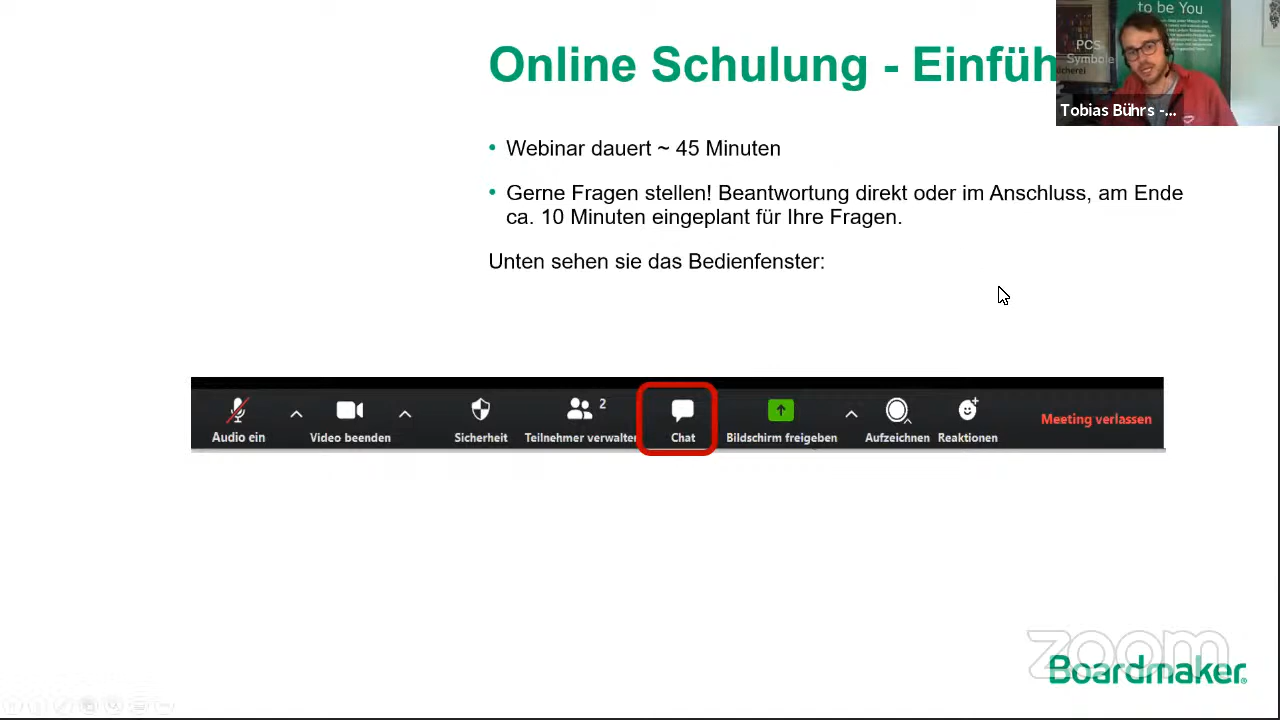 Online Schulung - Einfüh
to be You
PCS
Symbole
Tobias Bührs -...
• Webinar dauert ~ 45 Minuten
• Gerne Fragen stellen! Beantwortung direkt oder im Anschluss, am Ende
ca. 10 Minuten eingeplant für Ihre Fragen.
Unten sehen sie das Bedienfenster:
2
Audio ein
Video beenden
Sicherheit
Teilnehmer verwalter
Chat
Bildschirm freigeben
Aufzeichnen
Reaktionen
Meeting verlassen
zoom
Boardmaker